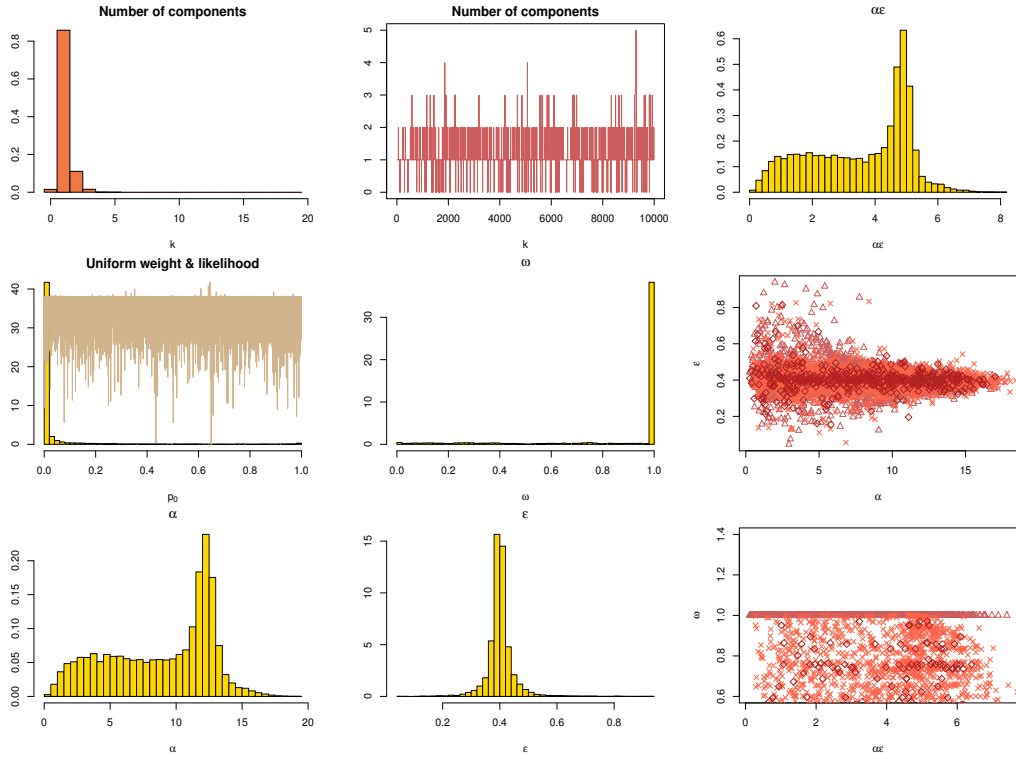 Number of components
0.8
0.4
0.0
0 5 10 15 20
k
Number of components
5
4
3
2
1
0
0 2000 4000 6000 8000 10000
k
αε
0.6
0.5
0.4
0.3
0.2
0.1
0.0
0 2 4 6 8
αε
Uniform weight & likelihood
40
30
20
10
0
0.0 0.2 0.4 0.6 0.8 1.0
p0
ω
30
20
10
0
0.0 0.2 0.4 0.6 0.8 1.0
ω
ε
0.8
0.6
0.4
0.2
0 5 10 15
α
α
0.20
0.15
0.10
0.05
0.00
0 5 10 15 20
α
ε
15
10
5
0
0.2 0.4 0.6 0.8
ε
ω
1.4
1.2
1.0
0.8
0.6
0 2 4 6
αε